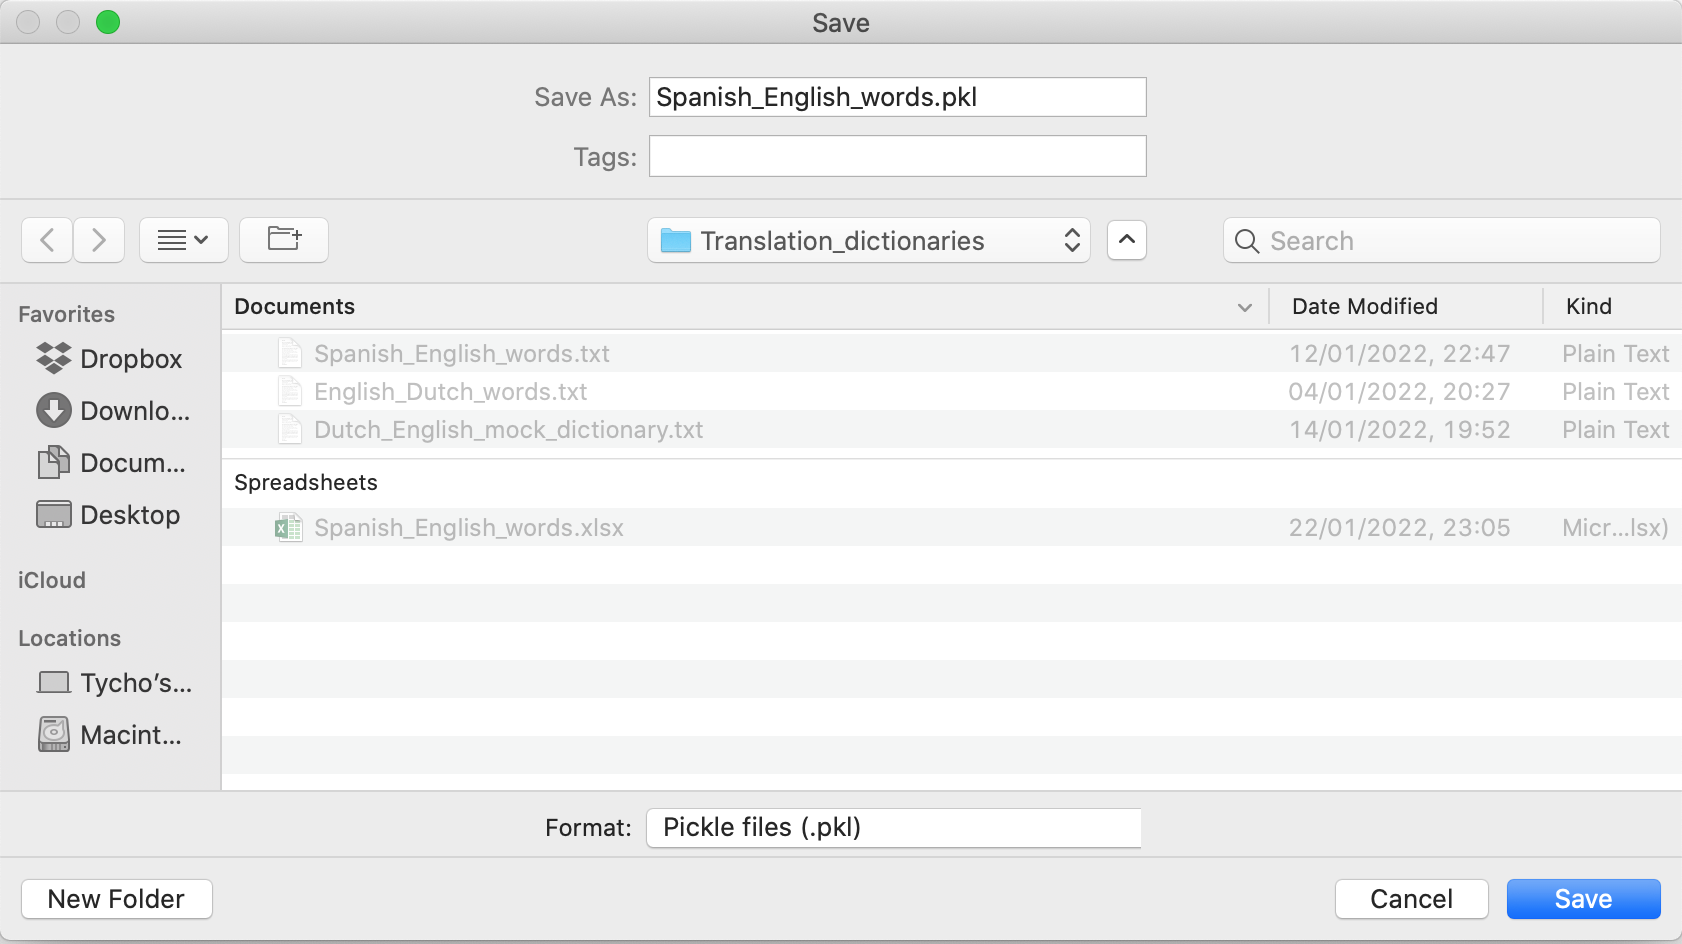 Save
Save As: Spanish_English_words.pkl
Tags:
Translation_dictionaries
Search
Favorites
Dropbox
Downlo...
Docum...
Desktop
iCloud
Locations
Tycho’s...
Macint...
Documents Date Modified Kind
Spanish_English_words.txt 12/01/2022, 22:47 Plain Text
English_Dutch_words.txt 04/01/2022, 20:27 Plain Text
Dutch_English_mock_dictionary.txt 14/01/2022, 19:52 Plain Text
Spreadsheets
Spanish_English_words.xlsx 22/01/2022, 23:05 Micr...lsx)
Format: Pickle files (.pkl)
New Folder Cancel Save